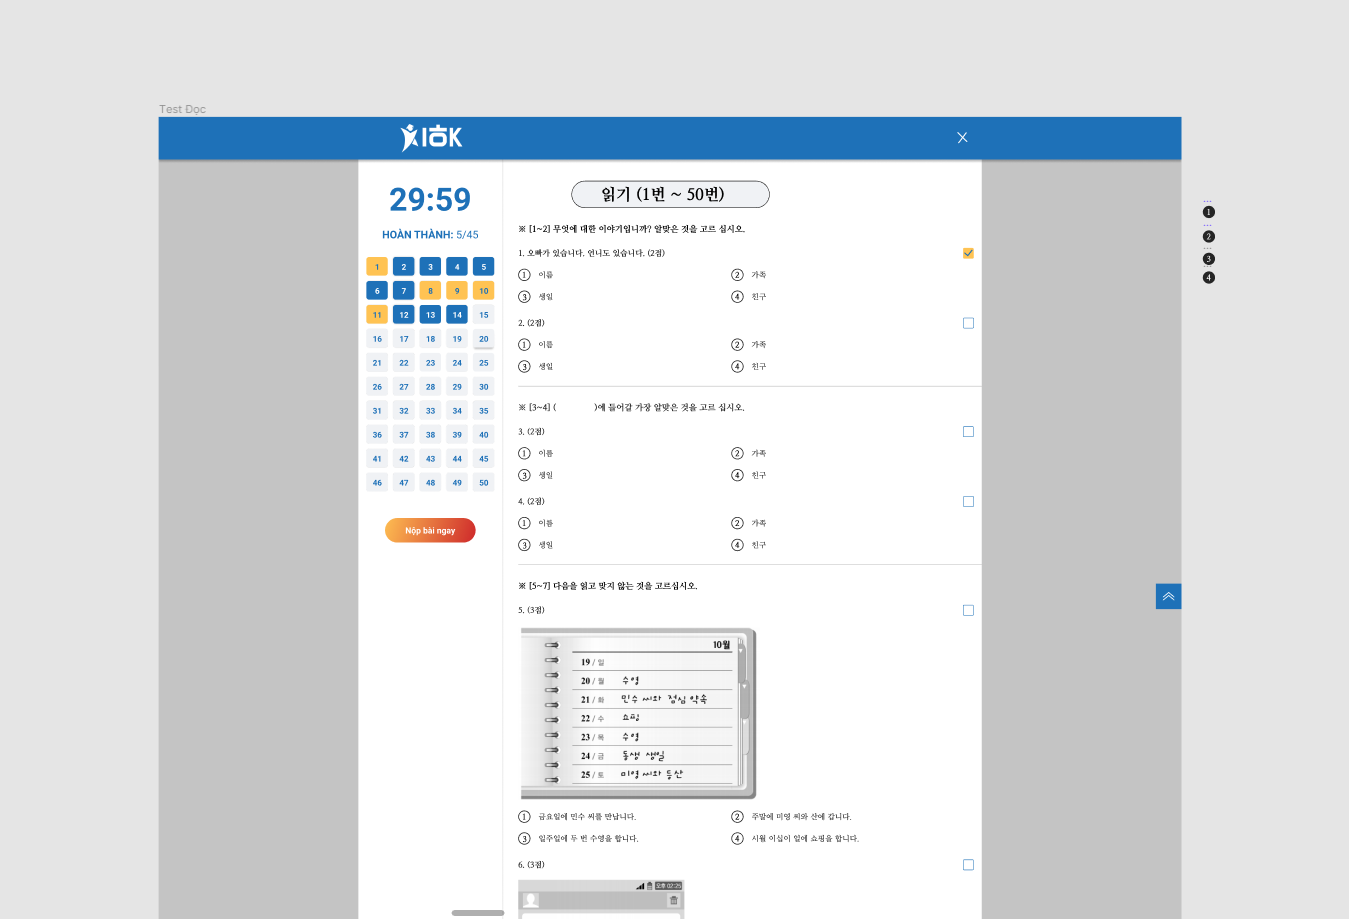 Test Đọc
29:59
HOÀN THÀNH: 5/45
1 2 3 4 5
6 7 8 9 10
11 12 13 14 15
16 17 18 19 20
21 22 23 24 25
26 27 28 29 30
31 32 33 34 35
36 37 38 39 40
41 42 43 44 45
46 47 48 49 50
Nộp bài ngay
읽기 (1번 ~ 50번)
※ [1~2] 무엇에 대한 이야기입니까? 알맞은 것을 고르 십시오.
1. 오빠가 있습니다. 언니도 있습니다. (2점)
① 이름 ② 가족
③ 생일 ④ 친구
2. (2점)
① 이름 ② 가족
③ 생일 ④ 친구
※ [3~4] ( )에 들어갈 가장 알맞은 것을 고르 십시오.
3. (2점)
① 이름 ② 가족
③ 생일 ④ 친구
4. (2점)
① 이름 ② 가족
③ 생일 ④ 친구
※ [5~7] 다음을 읽고 맞지 않는 것을 고르십시오.
5. (3점)
10월
19 / 일
20 / 월 수영
21 / 화 민수 씨와 점심 약속
22 / 수 쇼핑
23 / 목 수영
24 / 금 동생 생일
25 / 토 미영 씨와 등산
① 금요일에 민수 씨를 만납니다. ② 주말에 미영 씨와 산에 갑니다.
③ 일주일에 두 번 수영을 합니다. ④ 시월 이십이 일에 쇼핑을 합니다.
6. (3점)
오후 02:25
...
❶
...
❷
...
❸
...
❹